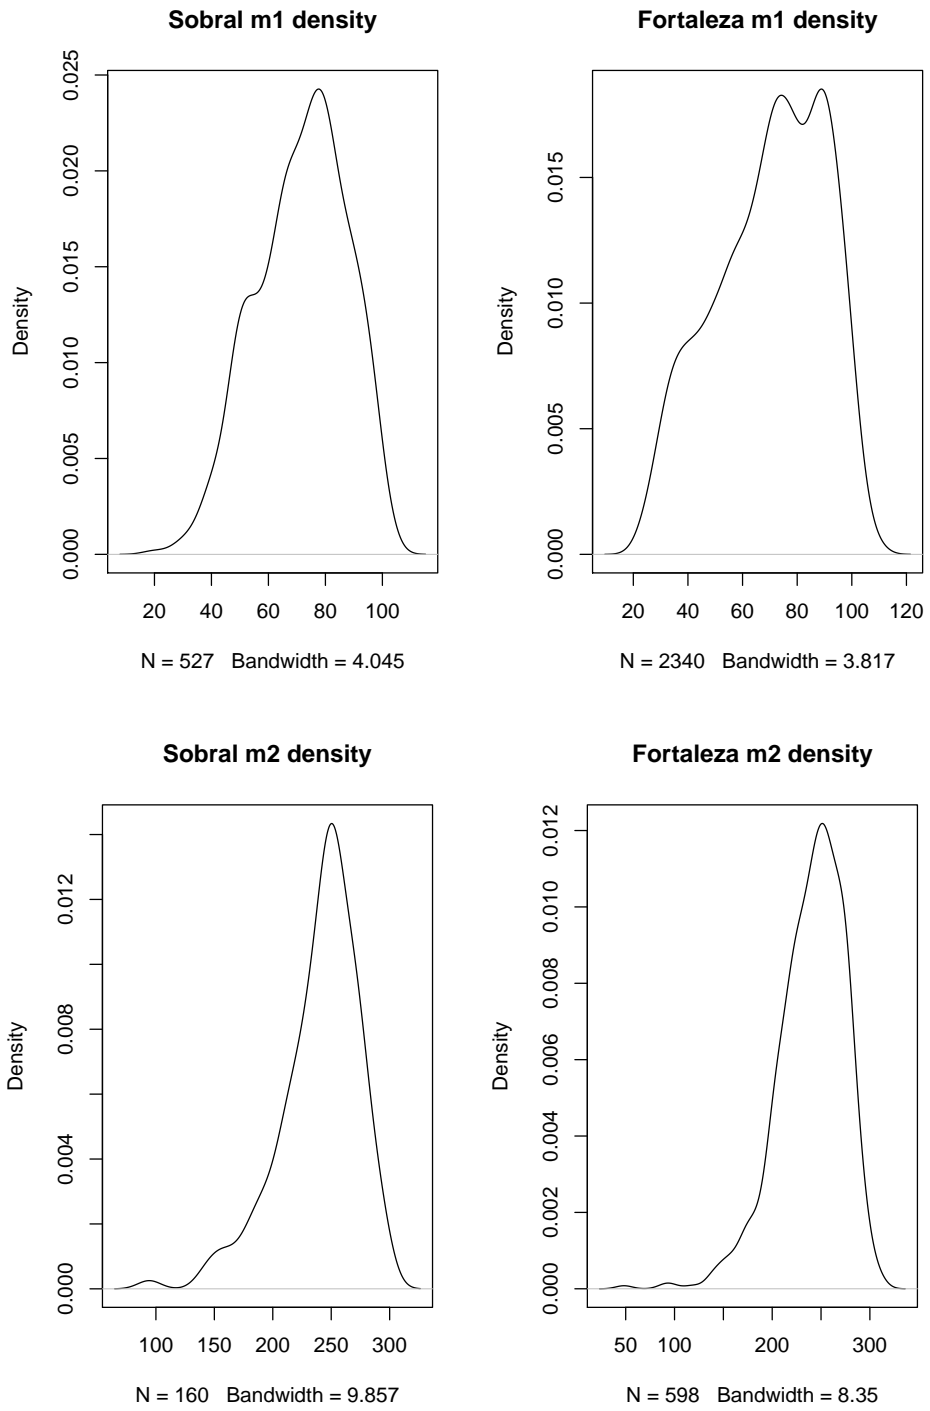 Sobral m1 density
0.025
0.020
0.015
0.010
0.005
0.000
Density
20 40 60 80 100
N = 527 Bandwidth = 4.045
Fortaleza m1 density
0.015
0.010
0.005
0.000
Density
20 40 60 80 100 120
N = 2340 Bandwidth = 3.817
Sobral m2 density
0.012
0.008
0.004
0.000
Density
100 150 200 250 300
N = 160 Bandwidth = 9.857
Fortaleza m2 density
0.012
0.010
0.008
0.006
0.004
0.002
0.000
Density
50 100 200 300
N = 598 Bandwidth = 8.35